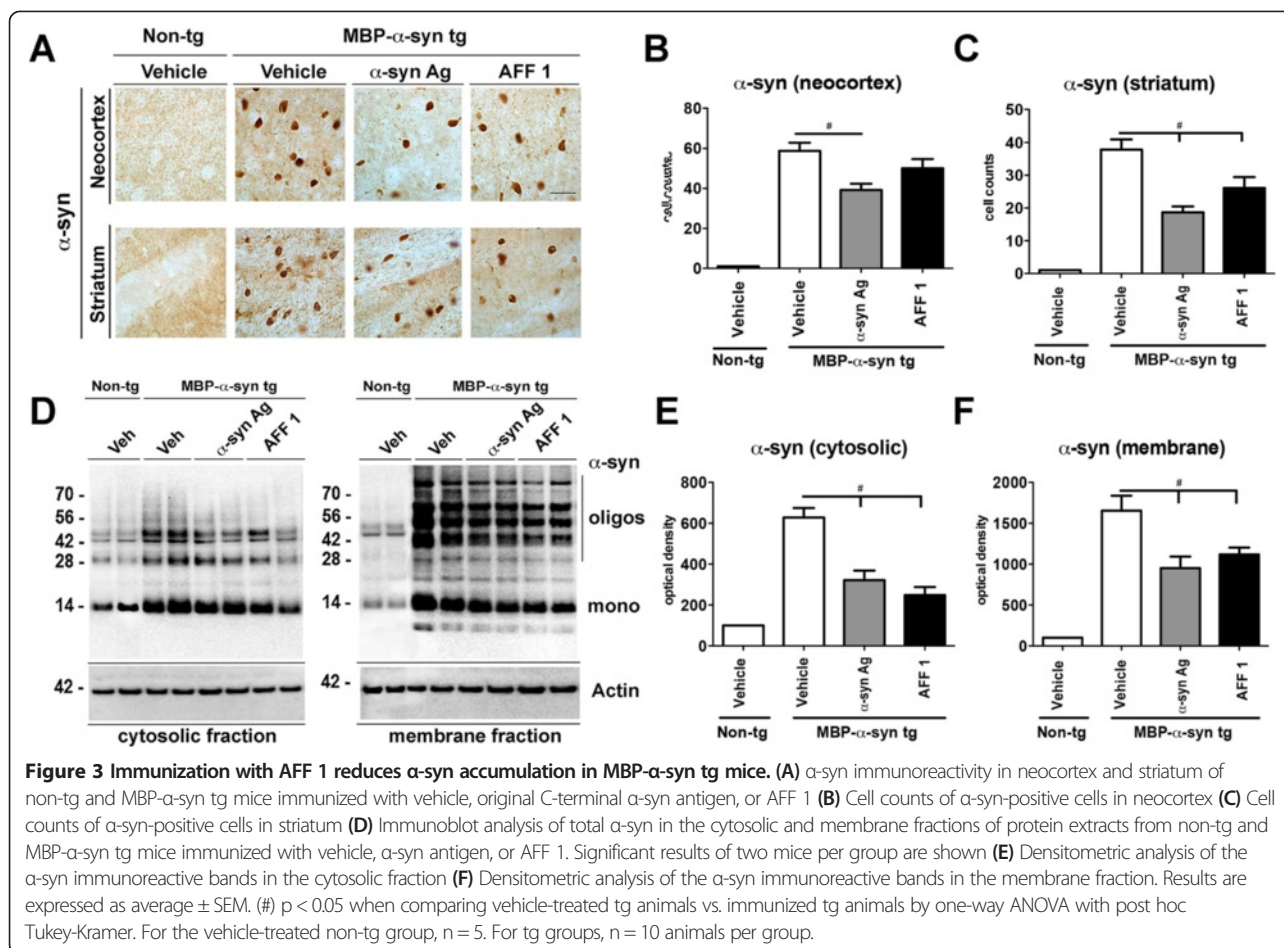 A
Non-tg
MBP-α-syn tg
Vehicle
Vehicle
α-syn Ag
AFF 1
α-syn
Neocortex
Striatum
B
α-syn (neocortex)
80
60
40
20
0
#
Vehicle
α-syn Ag
AFF 1
Vehicle
Non-tg
MBP-α-syn tg
C
α-syn (striatum)
cell counts
50
40
30
20
10
0
#
Vehicle
Vehicle
α-syn Ag
AFF 1
Non-tg
MBP-α-syn tg
D
Non-tg
MBP-α-syn tg
Veh
Veh
α-syn Ag
AFF 1
70 -
56 -
42 -
28 -
14 -
42 -
cytosolic fraction
Non-tg
MBP-α-syn tg
Veh
Veh
α-syn Ag
AFF 1
70 -
56 -
42 -
28 -
14 -
42 -
α-syn
oligos
mono
Actin
membrane fraction
E
α-syn (cytosolic)
optical density
800
600
400
200
0
#
Vehicle
Vehicle
α-syn Ag
AFF 1
Non-tg
MBP-α-syn tg
F
α-syn (membrane)
optical density
2000
1500
1000
500
0
#
Vehicle
Vehicle
α-syn Ag
AFF 1
Non-tg
MBP-α-syn tg
Figure 3 Immunization with AFF 1 reduces α-syn accumulation in MBP-α-syn tg mice. (A) α-syn immunoreactivity in neocortex and striatum of
non-tg and MBP-α-syn tg mice immunized with vehicle, original C-terminal α-syn antigen, or AFF 1 (B) Cell counts of α-syn-positive cells in neocortex (C) Cell
counts of α-syn-positive cells in striatum (D) Immunoblot analysis of total α-syn in the cytosolic and membrane fractions of protein extracts from non-tg and
MBP-α-syn tg mice immunized with vehicle, α-syn antigen, or AFF 1. Significant results of two mice per group are shown (E) Densitometric analysis of the
α-syn immunoreactive bands in the cytosolic fraction (F) Densitometric analysis of the α-syn immunoreactive bands in the membrane fraction. Results are
expressed as average ± SEM. (#) p < 0.05 when comparing vehicle-treated tg animals vs. immunized tg animals by one-way ANOVA with post hoc
Tukey-Kramer. For the vehicle-treated non-tg group, n = 5. For tg groups, n = 10 animals per group.